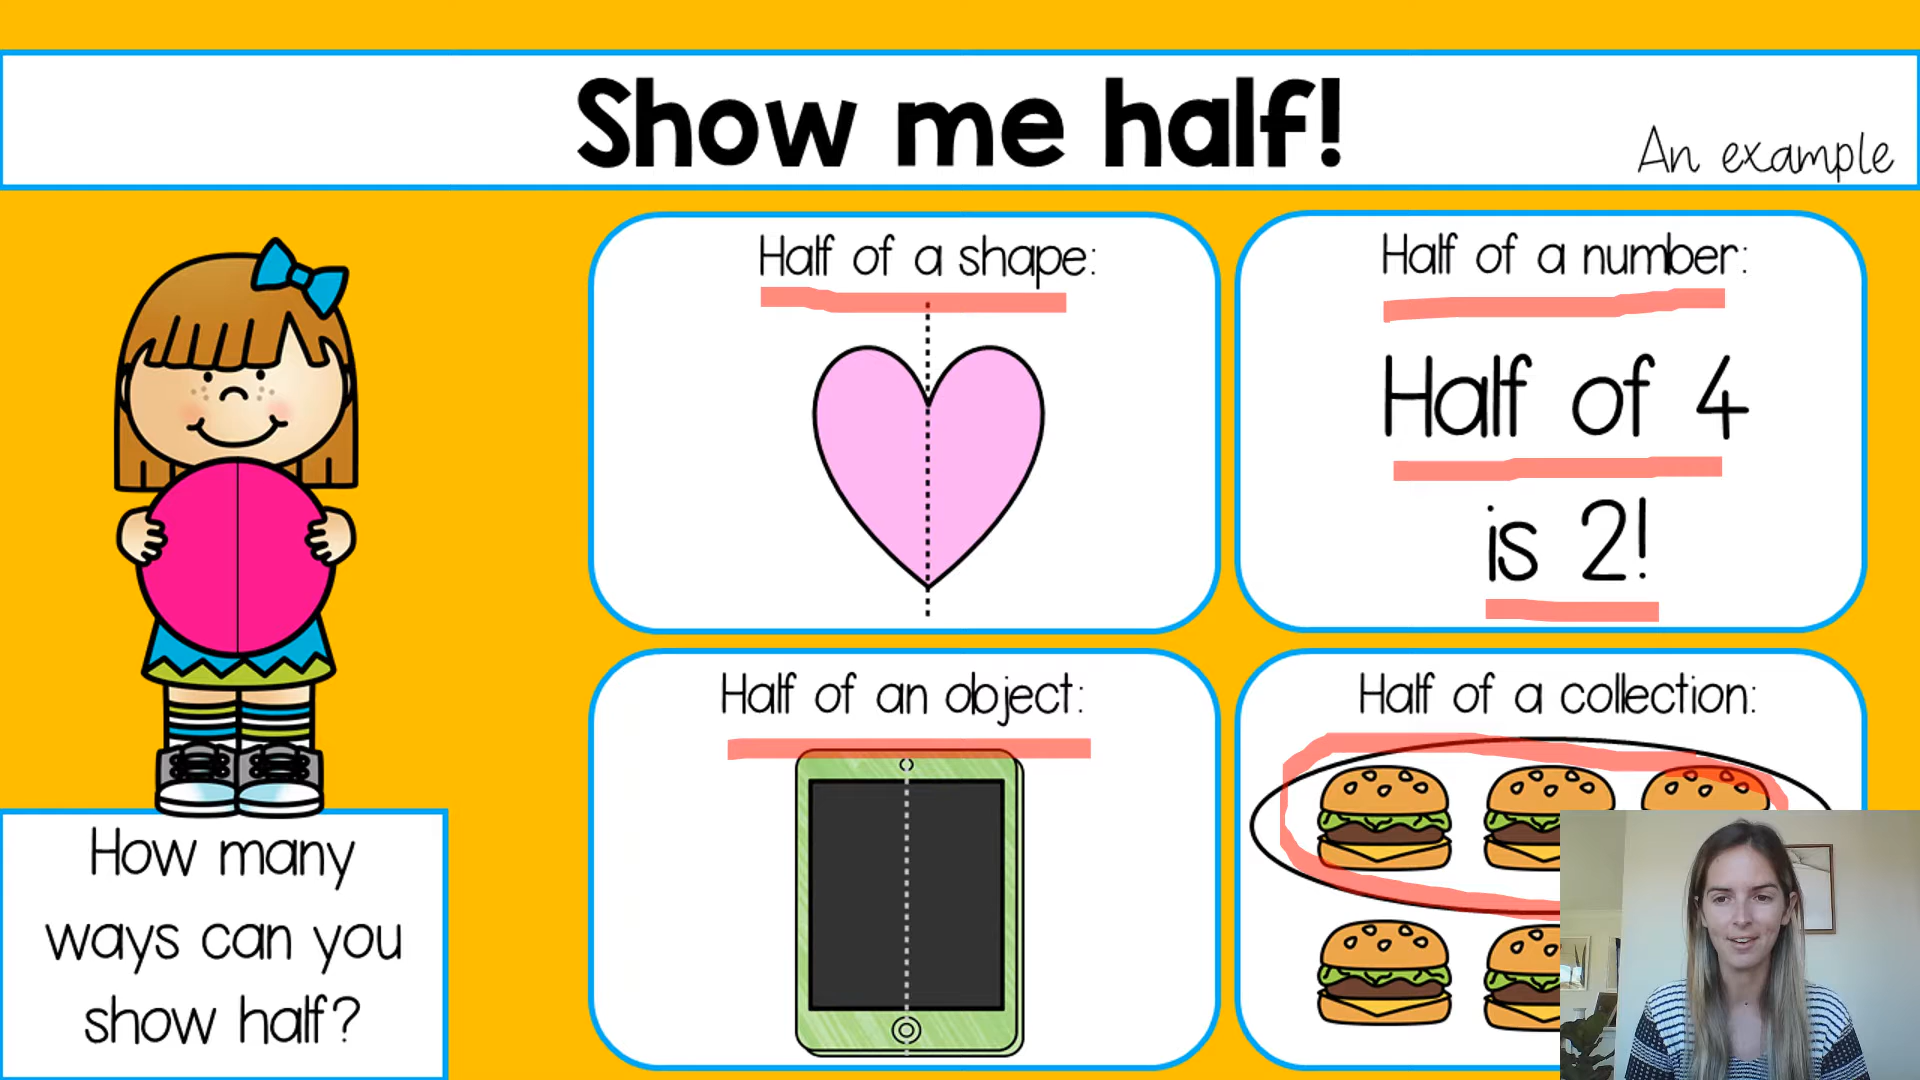 Show me half!
An example
Half of a shape:
Half of a number:
Half of 4
is 2!
Half of an object:
Half of a collection:
How many
ways can you
show half?